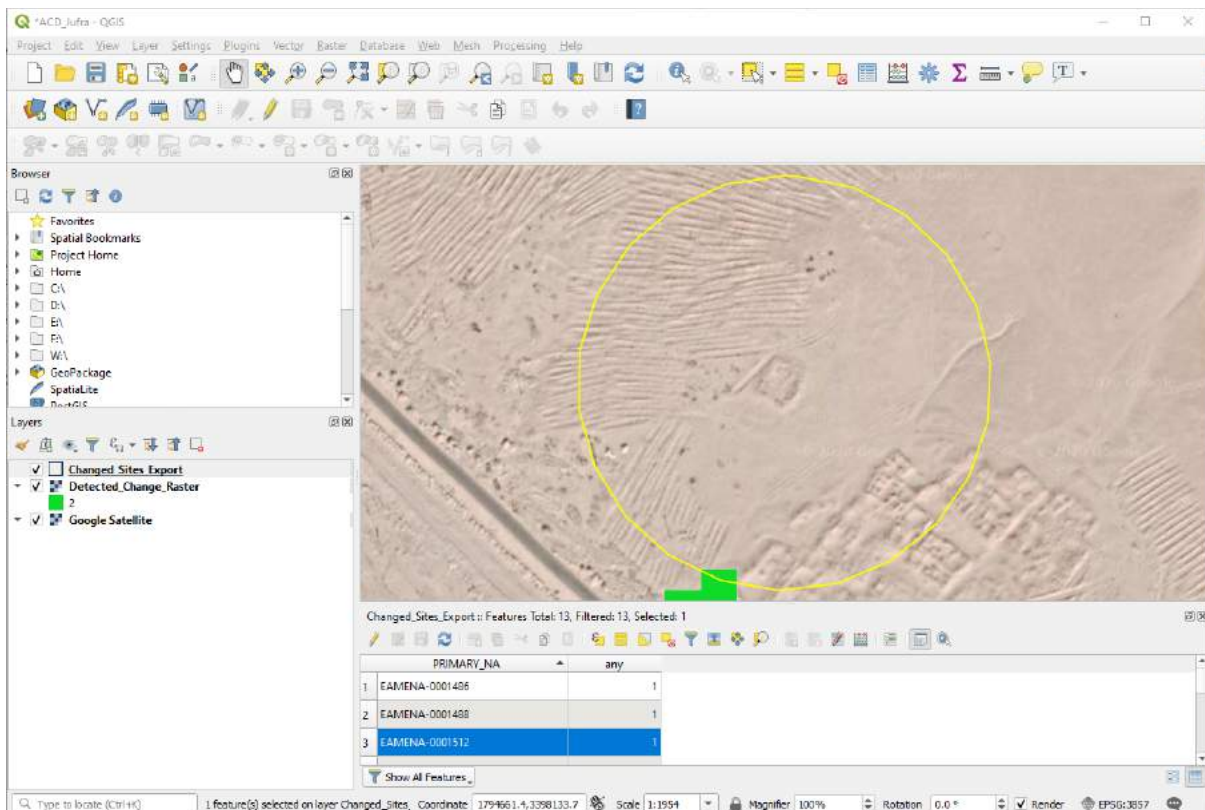 *ACD_Jufra - QGIS
Project Edit View Layer Settings Plugins Vector Raster Database Web Mesh Processing Help
Browser
Favorites
Spatial Bookmarks
Project Home
Home
C:\
D:\
E:\
F:\
W:\
GeoPackage
SpatiaLite
PostGIS
Layers
Changed_Sites_Export
Detected_Change_Raster
2
Google Satellite
Changed_Sites_Export :: Features Total: 13, Filtered: 13, Selected: 1
PRIMARY_NA any
1 EAMENA-0001486 1
2 EAMENA-0001488 1
3 EAMENA-0001512 1
Show All Features
Type to locate (Ctrl+K) 1 feature(s) selected on layer Changed_Sites_ Coordinate 1794661.4,3398133.7 Scale 1:1954 Magnifier 100% Rotation 0.0 ° Render EPSG:3857